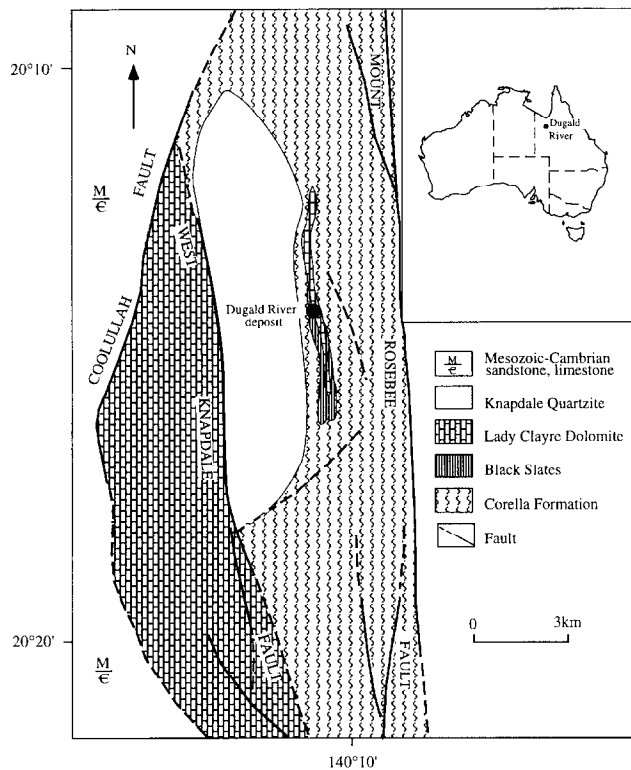 20°10'
N
MOUNT
FAULT
M
Є
WEST
COOLULLAH
Dugald River
deposit
KNAPDALE
ROSEBEE
20°20'
M
Є
FAULT
FAULT
140°10'
Dugald
River
M
Є
Mesozoic-Cambrian
sandstone, limestone
Knapdale Quartzite
Lady Clayre Dolomite
Black Slates
Corella Formation
Fault
0 3km